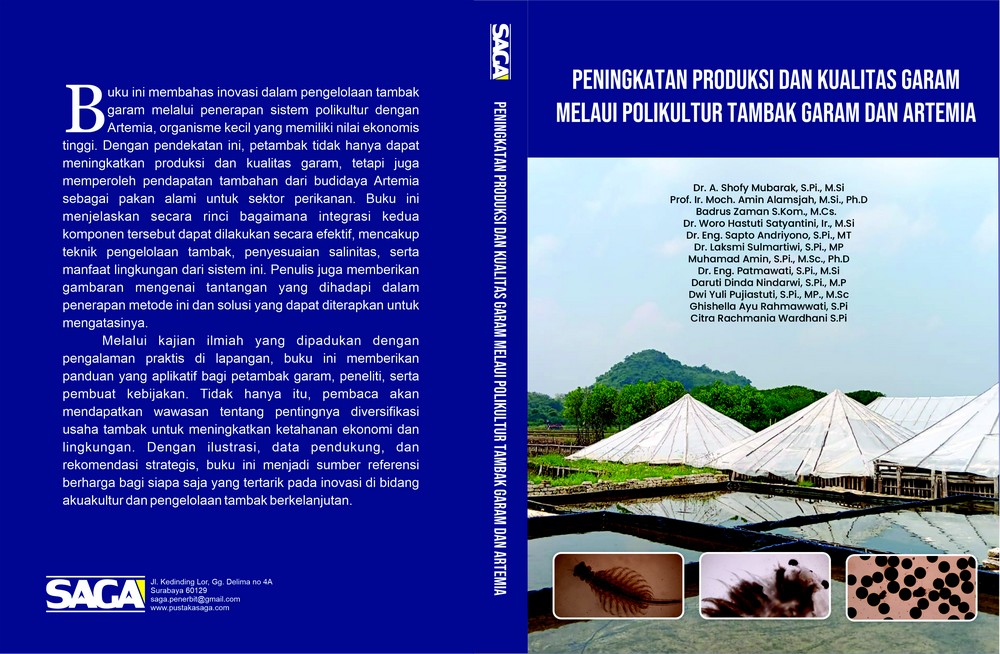 Buku ini membahas inovasi dalam pengelolaan tambak
garam melalui penerapan sistem polikultur dengan
Artemia, organisme kecil yang memiliki nilai ekonomis
tinggi. Dengan pendekatan ini, petambak tidak hanya dapat
meningkatkan produksi dan kualitas garam, tetapi juga
memperoleh pendapatan tambahan dari budidaya Artemia
sebagai pakan alami untuk sektor perikanan. Buku ini
menjelaskan secara rinci bagaimana integrasi kedua
komponen tersebut dapat dilakukan secara efektif, mencakup
teknik pengelolaan tambak, penyesuaian salinitas, serta
manfaat lingkungan dari sistem ini. Penulis juga memberikan
gambaran mengenai tantangan yang dihadapi dalam
penerapan metode ini dan solusi yang dapat diterapkan untuk
mengatasinya.
Melalui kajian ilmiah yang dipadukan dengan
pengalaman praktis di lapangan, buku ini memberikan
panduan yang aplikatif bagi petambak garam, peneliti, serta
pembuat kebijakan. Tidak hanya itu, pembaca akan
mendapatkan wawasan tentang pentingnya diversifikasi
usaha tambak untuk meningkatkan ketahanan ekonomi dan
lingkungan. Dengan ilustrasi, data pendukung, dan
rekomendasi strategis, buku ini menjadi sumber referensi
berharga bagi siapa saja yang tertarik pada inovasi di bidang
akuakultur dan pengelolaan tambak berkelanjutan.
SAGA
Jl. Kedinding Lor, Gg. Delima no 4A
Surabaya 60129
saga.penerbit@gmail.com
www.pustakasaga.com
SAGA
PENINGKATAN PRODUKSI DAN KUALITAS GARAM MELAUI POLIKULTUR TAMBAK GARAM DAN ARTEMIA
PENINGKATAN PRODUKSI DAN KUALITAS GARAM
MELAUI POLIKULTUR TAMBAK GARAM DAN ARTEMIA
Dr. A. Shofy Mubarak, S.Pi., M.Si
Prof. Ir. Moch. Amin Alamsjah, M.Si., Ph.D
Badrus Zaman S.Kom., M.Cs.
Dr. Woro Hastuti Satyantini, Ir., M.Si
Dr. Eng. Sapto Andriyono, S.Pi., MT
Dr. Laksmi Sulmartiwi, S.Pi., MP
Muhamad Amin, S.Pi., M.Sc., Ph.D
Dr. Eng. Patmawati, S.Pi., M.Si
Daruti Dinda Nindarwi, S.Pi., M.P
Dwi Yuli Pujiastuti, S.Pi., MP., M.Sc
Ghishella Ayu Rahmawwati, S.Pi
Citra Rachmania Wardhani S.Pi